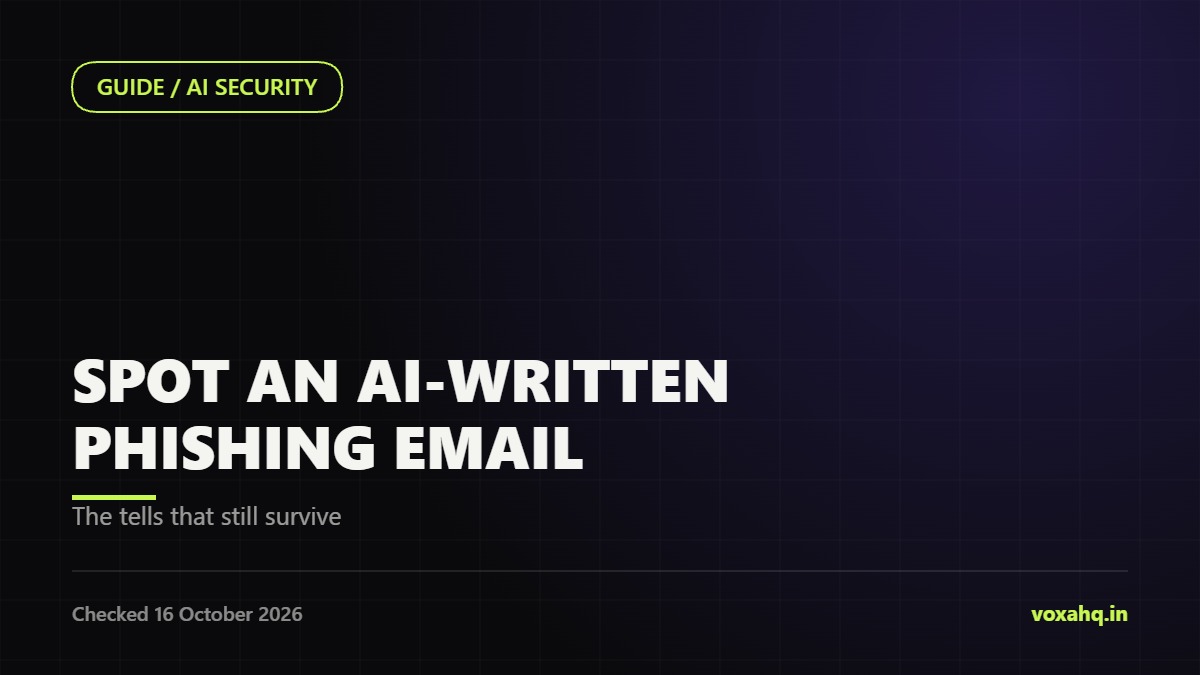 GUIDE / AI SECURITY
SPOT AN AI-WRITTEN
PHISHING EMAIL
The tells that still survive
Checked 16 October 2026
voxahq.in